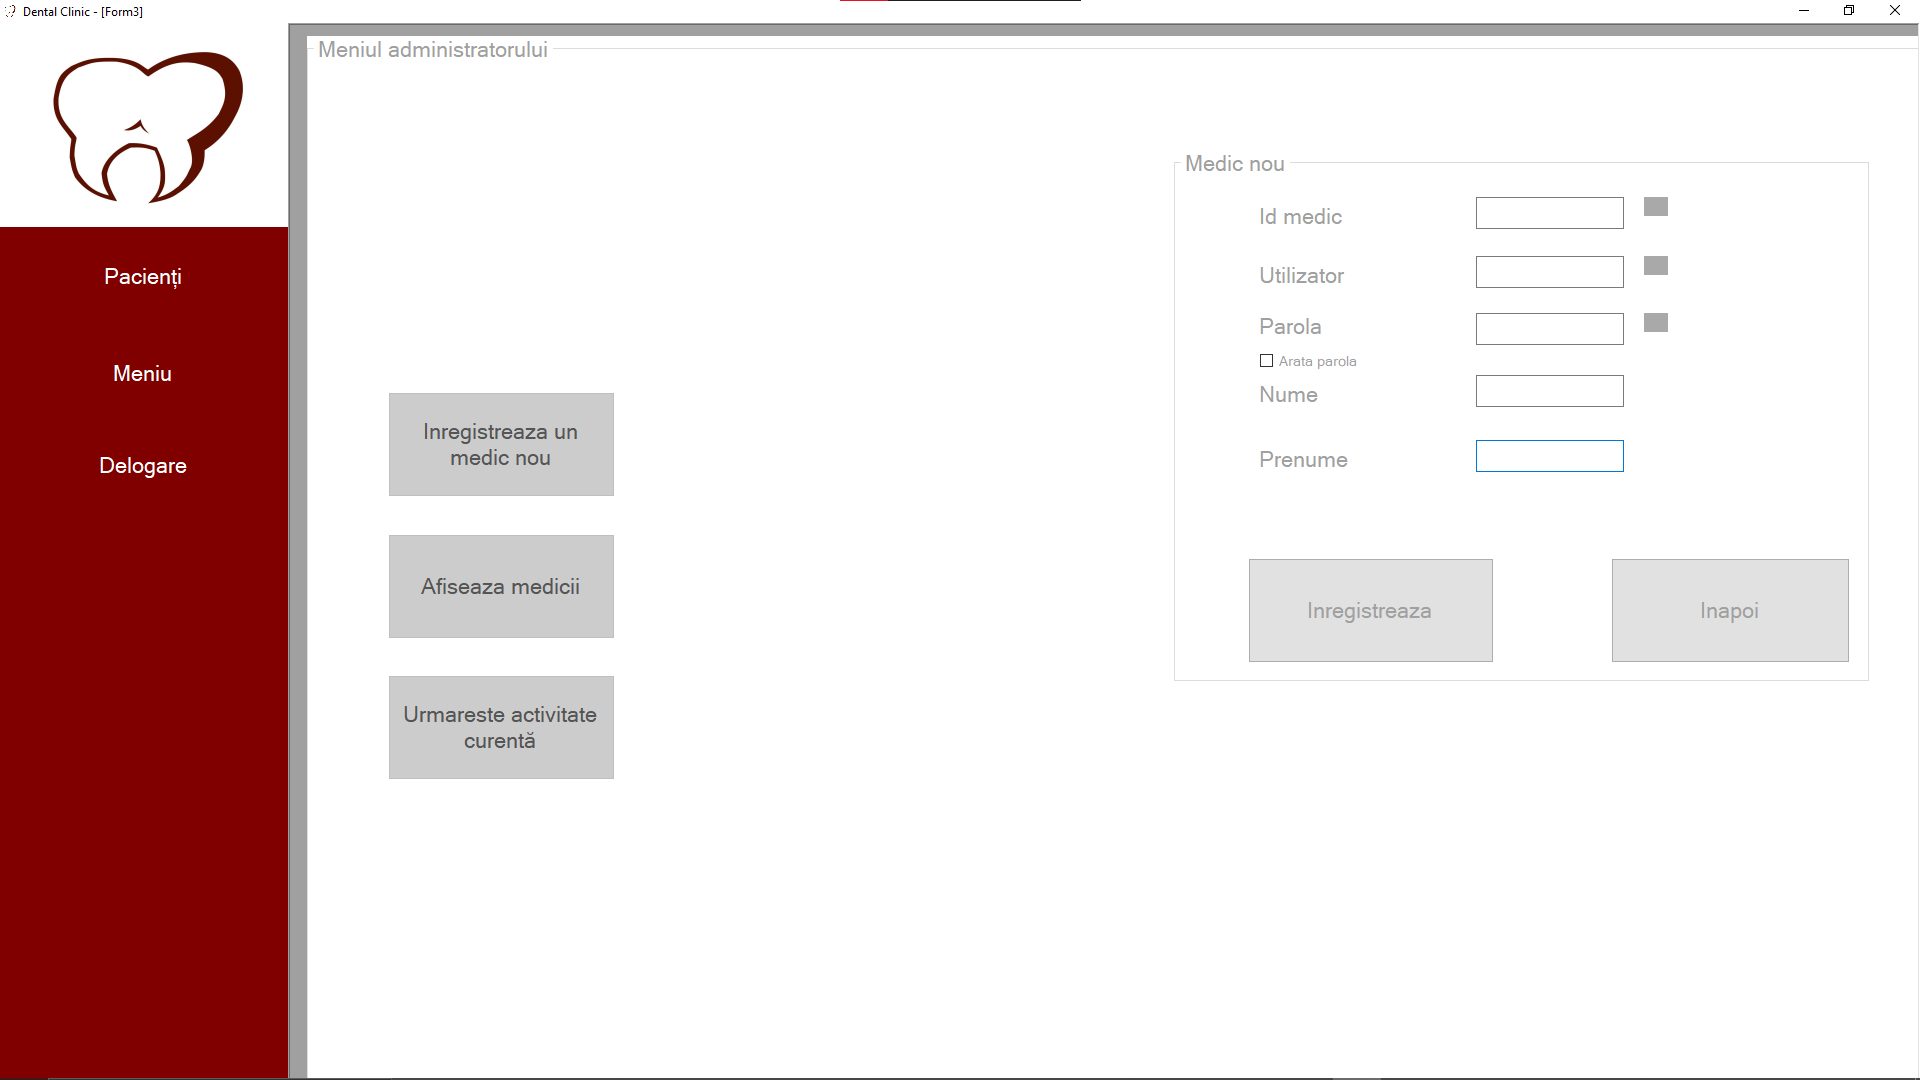 Dental Clinic - [Form3]
Meniul administratorului
Pacienți
Meniu
Delogare
Inregistreaza un
medic nou
Afiseaza medicii
Urmareste activitate
curentă
Medic nou
Id medic
Utilizator
Parola
Arata parola
Nume
Prenume
Inregistreaza
Inapoi